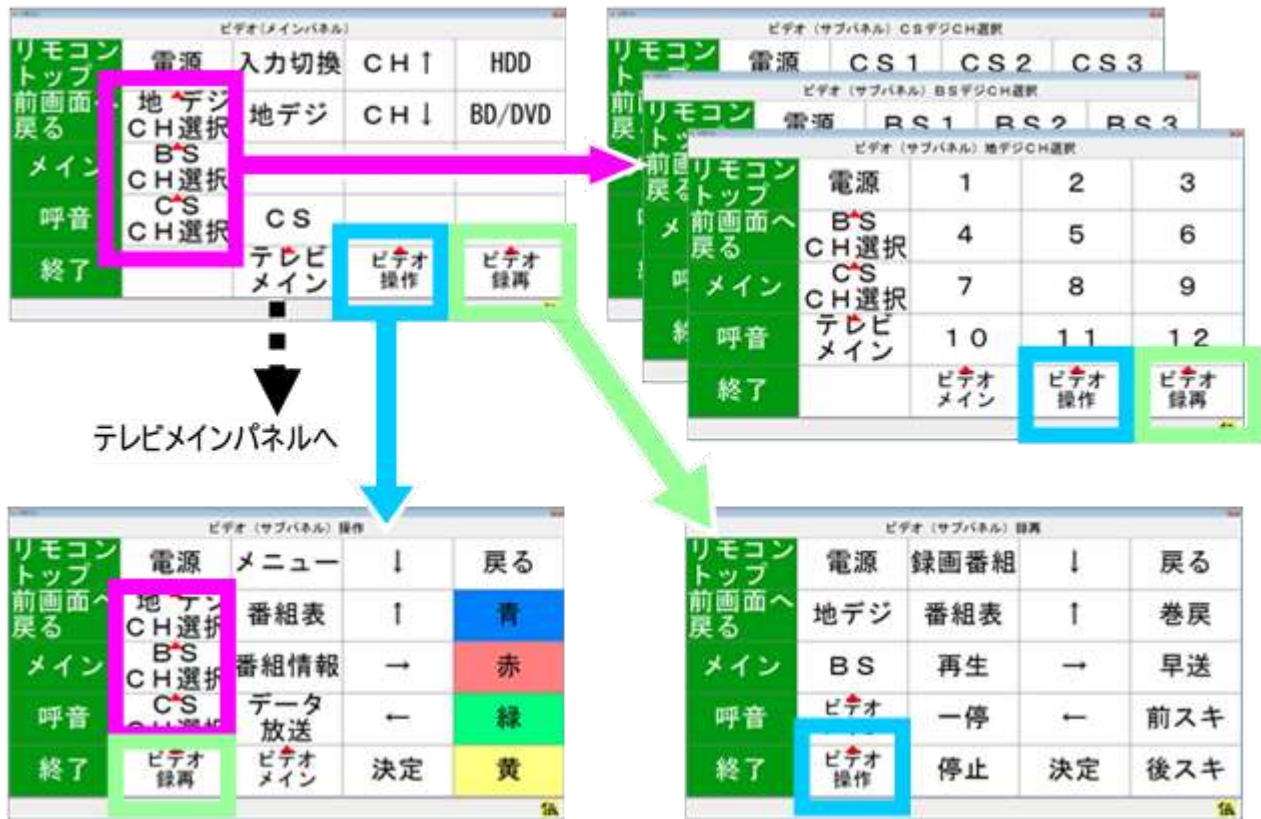 ビデオ(メインパネル)
リモコン
トップ
電源
入力切換
CH↑
HDD
前画面へ
戻る
地デジ
CH選択
地デジ
CH↓
BD/DVD
メイン
BS
CH選択
呼音
CS
CH選択
CS
終了
テレビ
メイン
ビデオ
操作
ビデオ
録再
テレビメインパネルへ
ビデオ(サブパネル) CSデジCH選択
リモコン
電源
CS1
CS2
CS3
ビデオ(サブパネル) BSデジCH選択
リモコン
電源
BS1
BS2
BS3
ビデオ(サブパネル) 地デジCH選択
リモコン
トップ
電源
1
2
3
前画面へ
戻る
BS
CH選択
4
5
6
メイン
CS
CH選択
7
8
9
呼音
テレビ
メイン
10
11
12
終了
ビデオ
メイン
ビデオ
操作
ビデオ
録再
ビデオ(サブパネル)操作
リモコン
トップ
電源
メニュー
↓
戻る
前画面へ
戻る
地デジ
CH選択
番組表
↑
青
メイン
BS
CH選択
番組情報
→
赤
呼音
CS
CH選択
データ
放送
←
緑
終了
ビデオ
録再
ビデオ
メイン
決定
黄
ビデオ(サブパネル)録再
リモコン
トップ
電源
録画番組
↓
戻る
前画面へ
戻る
地デジ
番組表
↑
巻戻
メイン
BS
再生
→
早送
呼音
ビデオ
一停
←
前スキ
終了
ビデオ
操作
停止
決定
後スキ